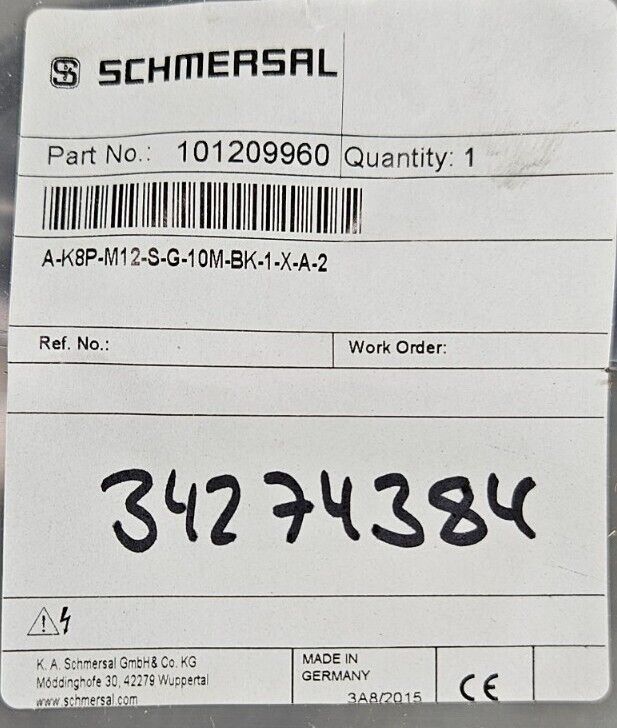 SCHMERSAL
Part No.: 101209960 Quantity: 1
A-K8P-M12-S-G-10M-BK-1-X-A-2
Ref. No.: Work Order:
34274384
K. A. Schmersal GmbH & Co. KG
Möddinghofe 30, 42279 Wuppertal
www.schmersal.com
MADE IN
GERMANY
3A8/2015
CE